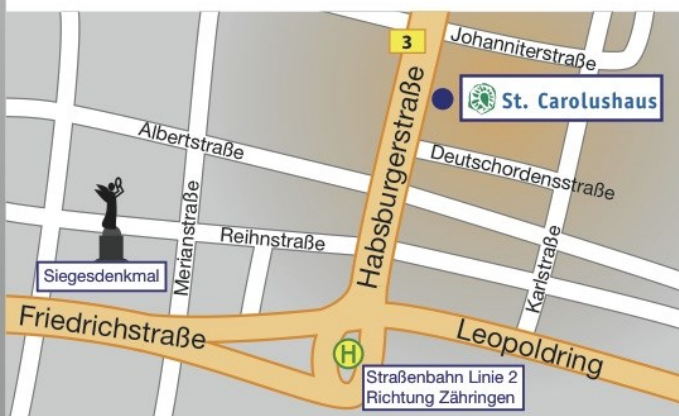 3
Johanniterstraße
St. Carolushaus
Albertstraße
Habsburgerstraße
Deutschordensstraße
Merianstraße
Reihnstraße
Karlstraße
Siegesdenkmal
Friedrichstraße
Leopoldring
H
Straßenbahn Linie 2
Richtung Zähringen